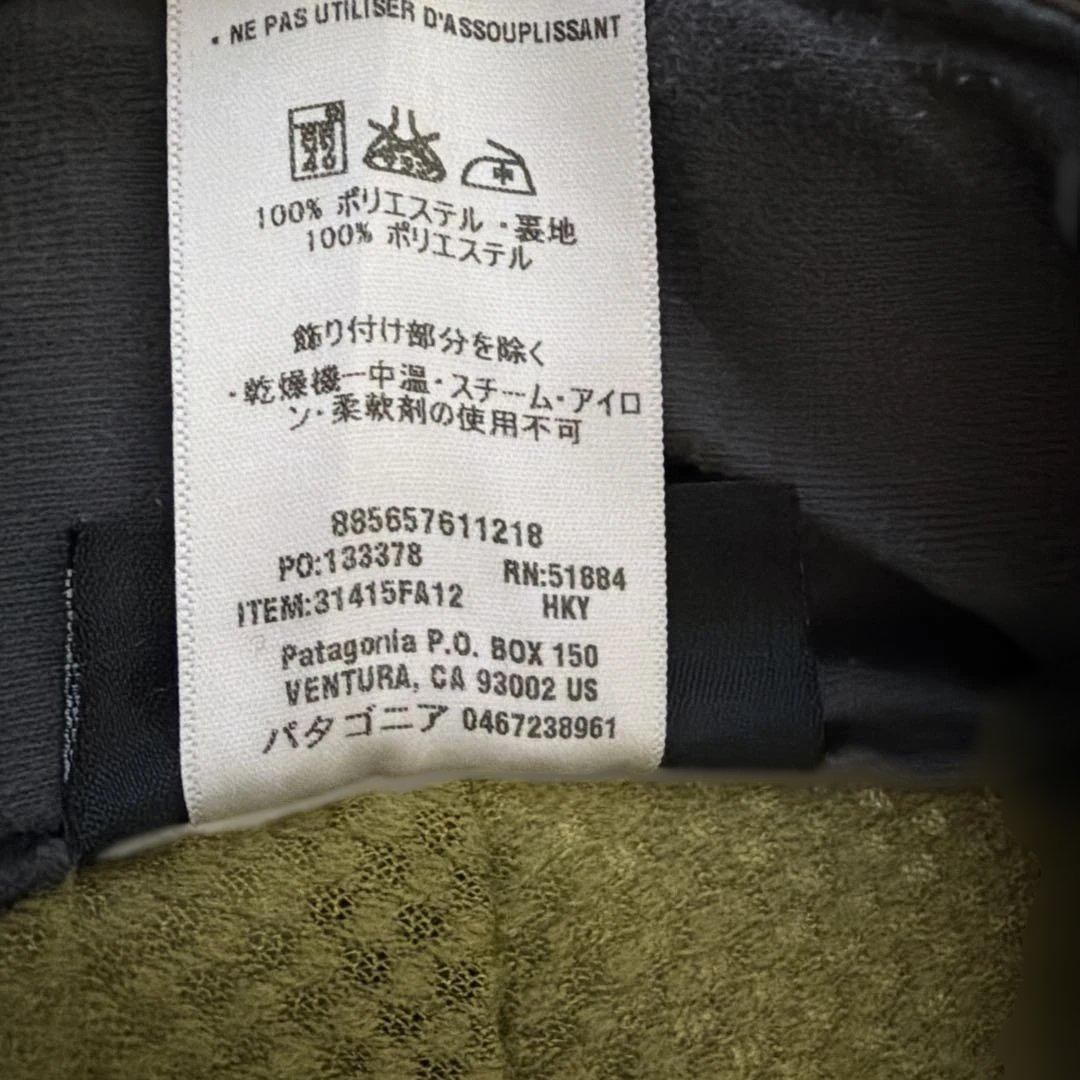 ・NE PAS UTILISER D'ASSOUPLISSANT
40
中
100% ポリエステル ・裏地
100% ポリエステル
飾り付け部分を除く
・乾燥機ー中温・スチーム・アイロ
ン・柔軟剤の使用不可
885657611218
PO:133378 RN:51884
ITEM:31415FA12 HKY
Patagonia P.O. BOX 150
VENTURA, CA 93002 US
パタゴニア 0467238961